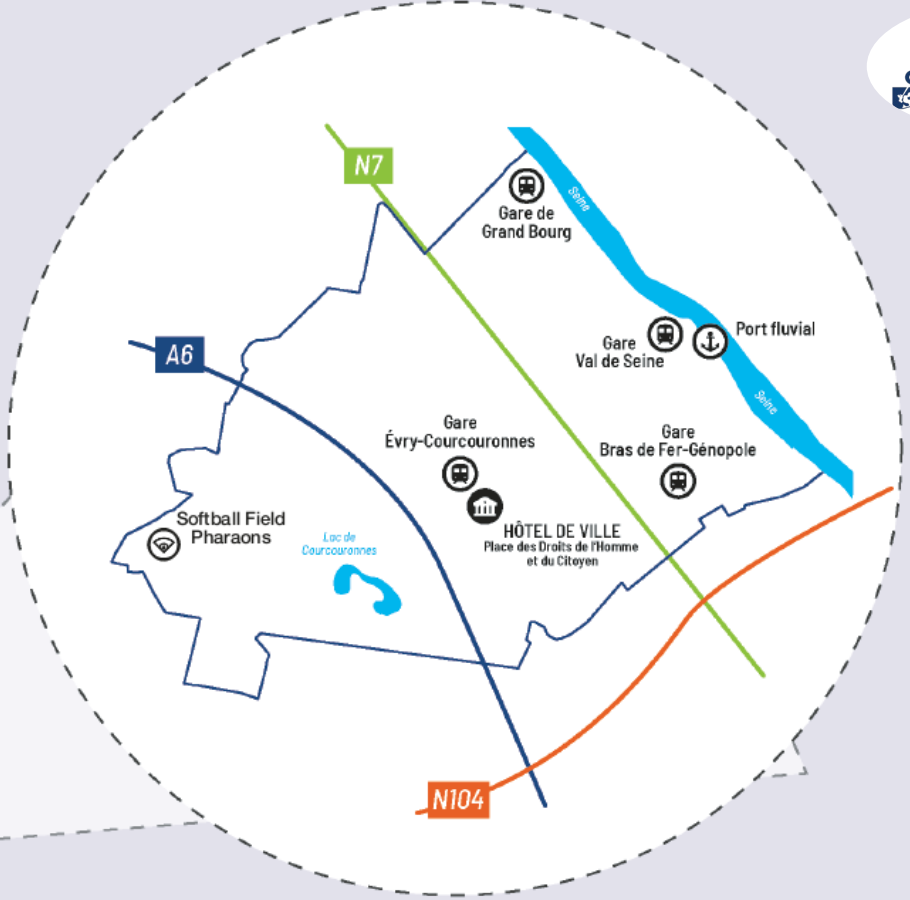 N7
Seine
Gare de
Grand Bourg
Port fluvial
Gare
Val de Seine
A6
Seine
Gare
Évry-Courcouronnes
Gare
Bras de Fer-Génopole
Softball Field
Pharaons
HÔTEL DE VILLE
Place des Droits de l'Homme
et du Citoyen
Lac de
Courcouronnes
N104